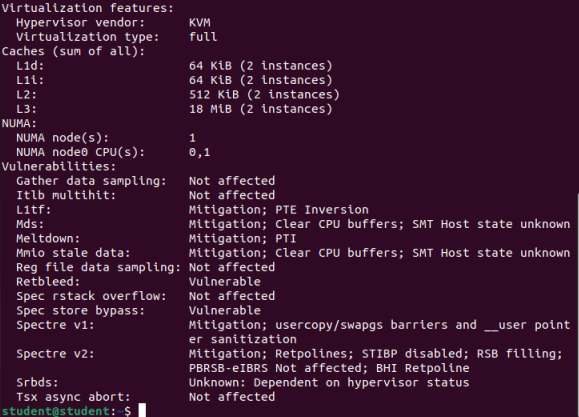 Virtualization features:
Hypervisor vendor: KVM
Virtualization type: full
Caches (sum of all):
L1d: 64 KiB (2 instances)
L1i: 64 KiB (2 instances)
L2: 512 KiB (2 instances)
L3: 18 MiB (2 instances)
NUMA:
NUMA node(s): 1
NUMA node0 CPU(s): 0,1
Vulnerabilities:
Gather data sampling: Not affected
Itlb multihit: Not affected
L1tf: Mitigation; PTE Inversion
Mds: Mitigation; Clear CPU buffers; SMT Host state unknown
Meltdown: Mitigation; PTI
Mmio stale data: Mitigation; Clear CPU buffers; SMT Host state unknown
Reg file data sampling: Not affected
Retbleed: Vulnerable
Spec rstack overflow: Not affected
Spec store bypass: Vulnerable
Spectre v1: Mitigation; usercopy/swapgs barriers and __user point
er sanitization
Spectre v2: Mitigation; Retpolines; STIBP disabled; RSB filling;
PBRSB-eIBRS Not affected; BHI Retpoline
Srbds: Unknown: Dependent on hypervisor status
Tsx async abort: Not affected
student@student:~$